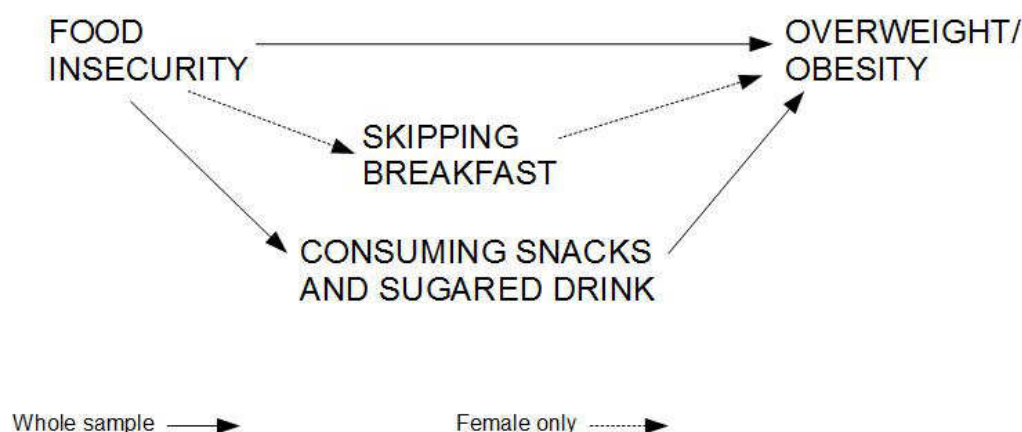 FOOD
INSECURITY
OVERWEIGHT/
OBESITY
SKIPPING
BREAKFAST
CONSUMING SNACKS
AND SUGARED DRINK
Whole sample
Female only